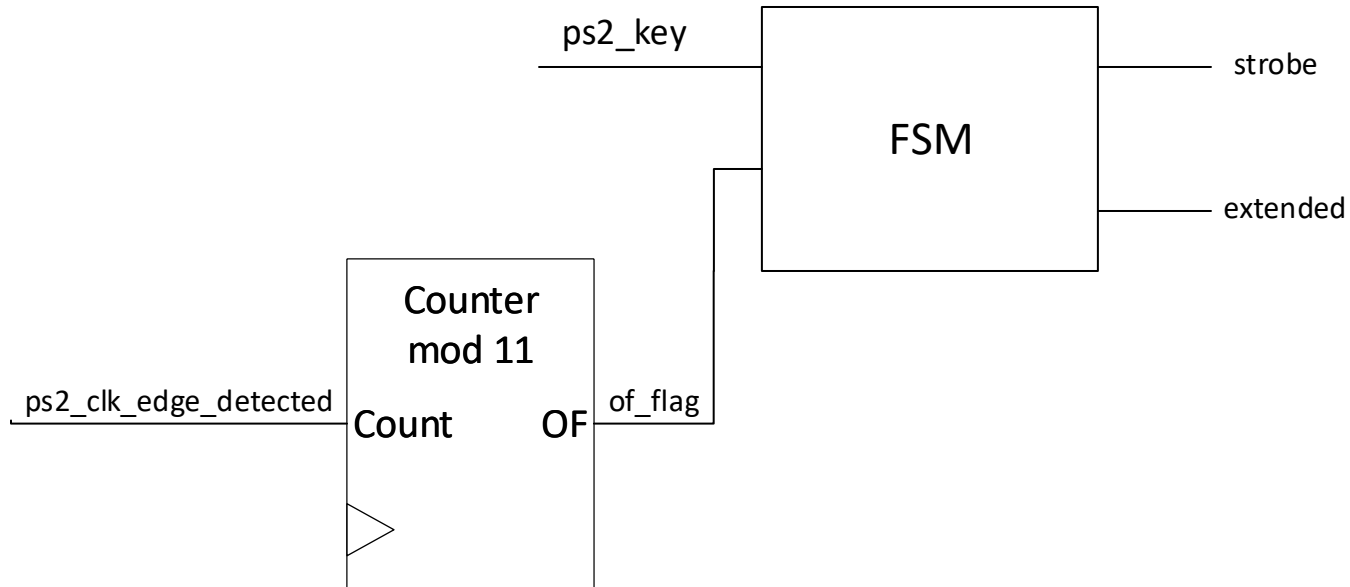 ps2_key
strobe
FSM
extended
Counter
mod 11
ps2_clk_edge_detected
of_flag
Count
OF